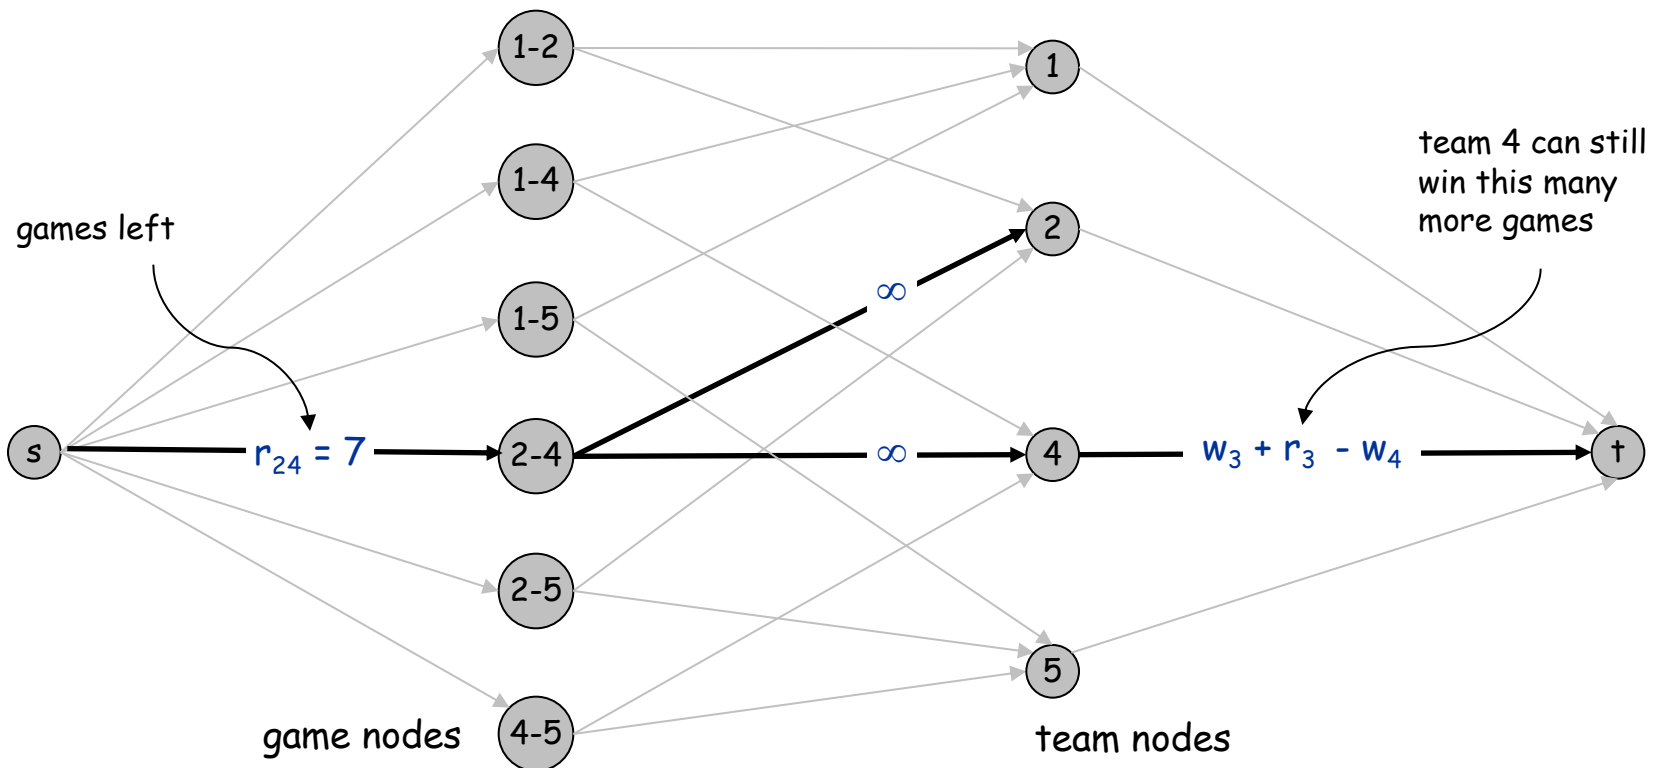 1-2
1
team 4 can still
win this many
more games
1-4
games left
2
∞
1-5
s
r24 = 7
2-4
∞
4
w3 + r3 - w4
t
2-5
5
game nodes
4-5
team nodes